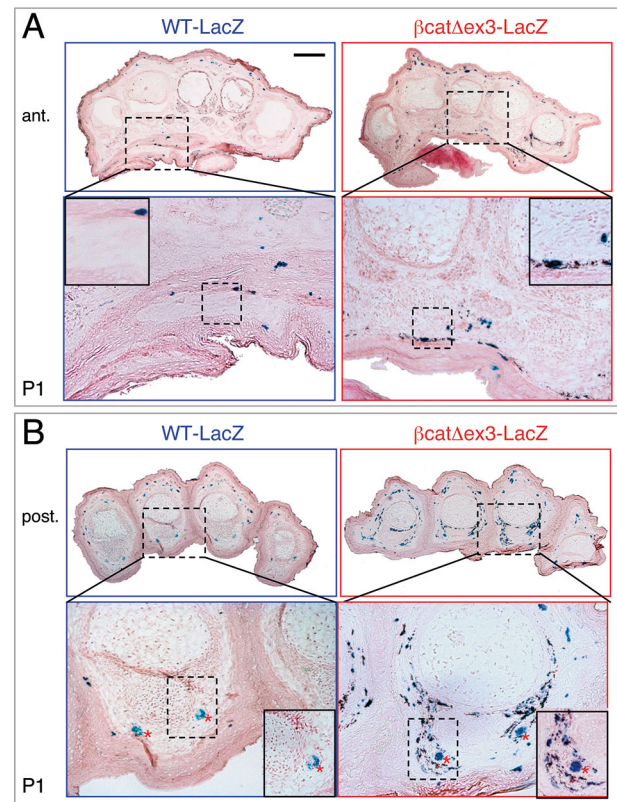 A
WT-LacZ
βcatΔex3-LacZ
ant.
P1
B
WT-LacZ
βcatΔex3-LacZ
post.
*
*
*
*
*
*
P1